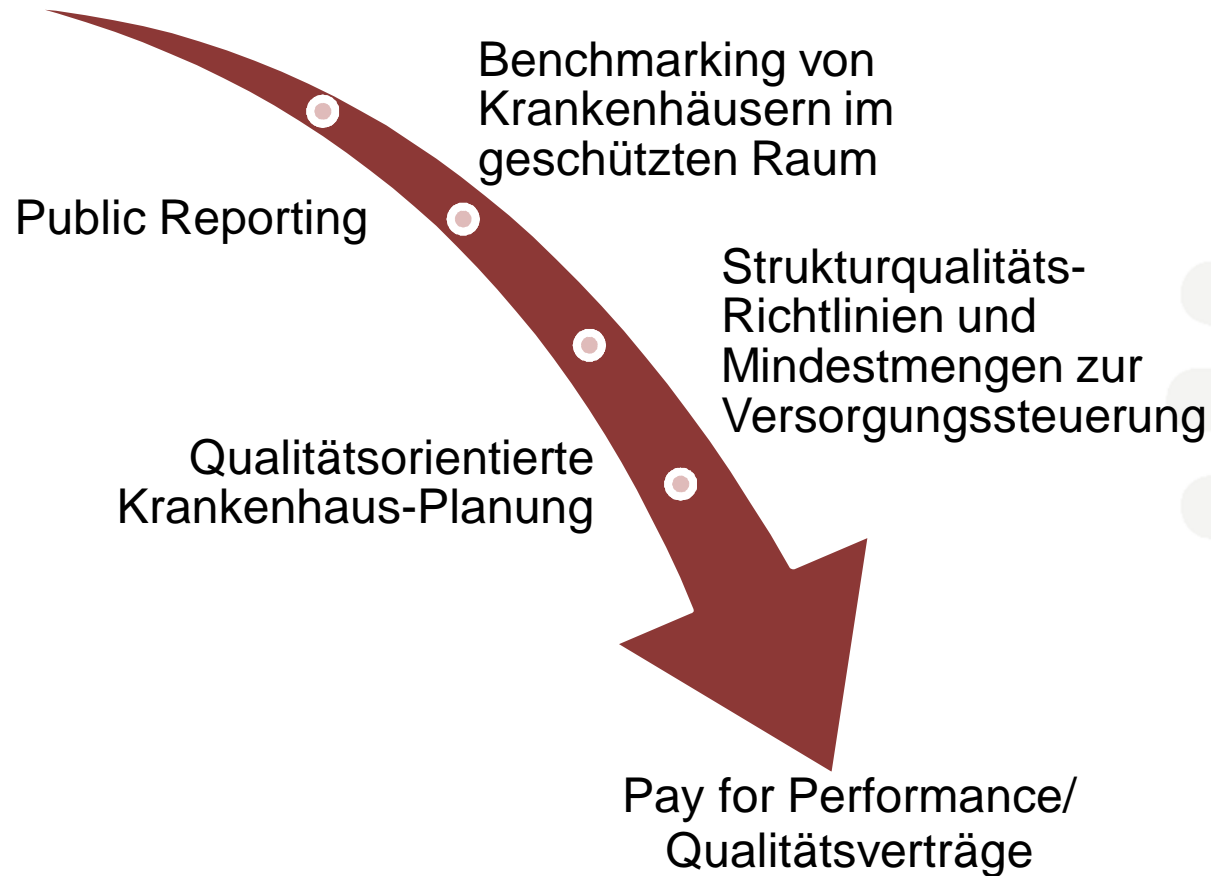 Benchmarking von
Krankenhäusern im
geschützten Raum
Public Reporting
Strukturqualitäts-
Richtlinien und
Mindestmengen zur
Versorgungssteuerung
Qualitätsorientierte
Krankenhaus-Planung
Pay for Performance/
Qualitätsverträge